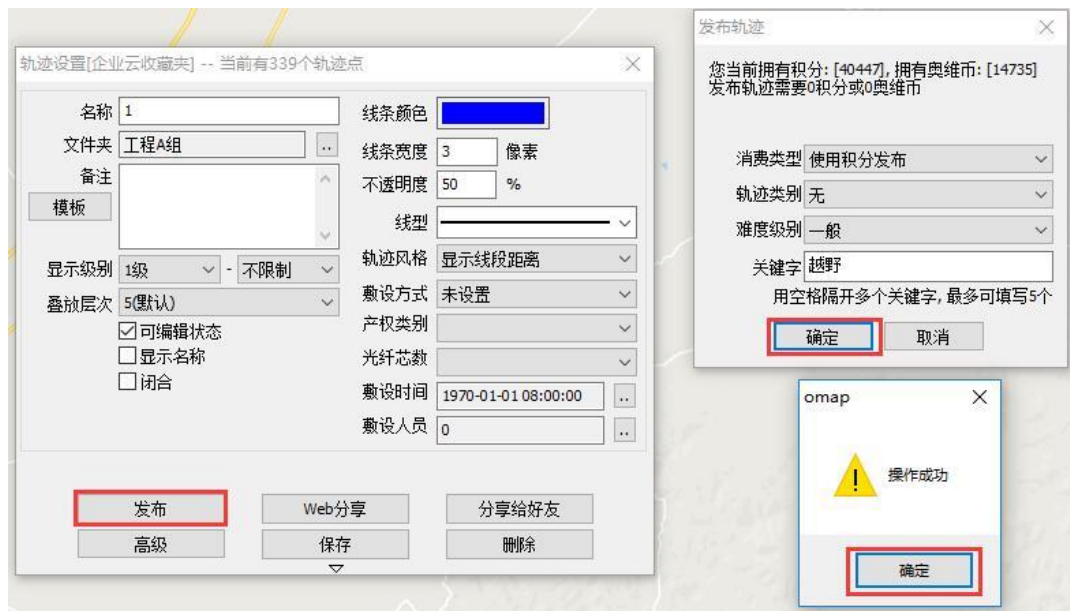 轨迹设置[企业云收藏夹] -- 当前有339个轨迹点
名称 1
文件夹 工程A组 ..
备注
模板
显示级别 1级 - 不限制
叠放层次 5(默认)
可编辑状态
显示名称
闭合
线条颜色
线条宽度 3 像素
不透明度 50 %
线型
轨迹风格 显示线段距离
敷设方式 未设置
产权类别
光纤芯数
敷设时间 1970-01-01 08:00:00 ..
敷设人员 0 ..
发布 Web分享 分享给好友
高级 保存 删除
发布轨迹
您当前拥有积分: [40447], 拥有奥维币: [14735]
发布轨迹需要0积分或0奥维币
消费类型 使用积分发布
轨迹类别 无
难度级别 一般
关键字 越野
用空格隔开多个关键字, 最多可填写5个
确定 取消
omap
操作成功
确定